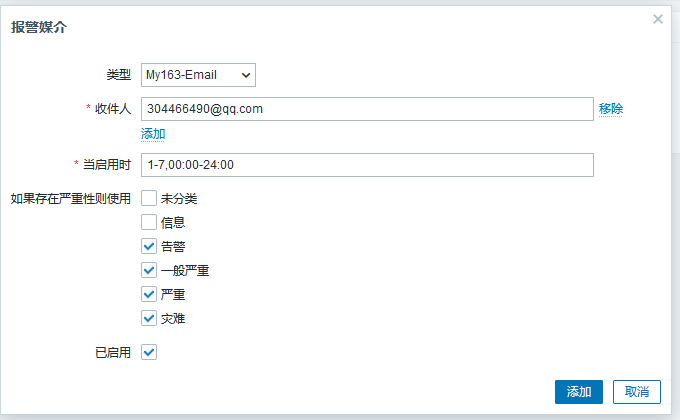 报警媒介
类型 My163-Email
* 收件人 304466490@qq.com 移除
添加
* 当启用时 1-7,00:00-24:00
如果存在严重性则使用 未分类
信息
告警
一般严重
严重
灾难
已启用
添加 取消